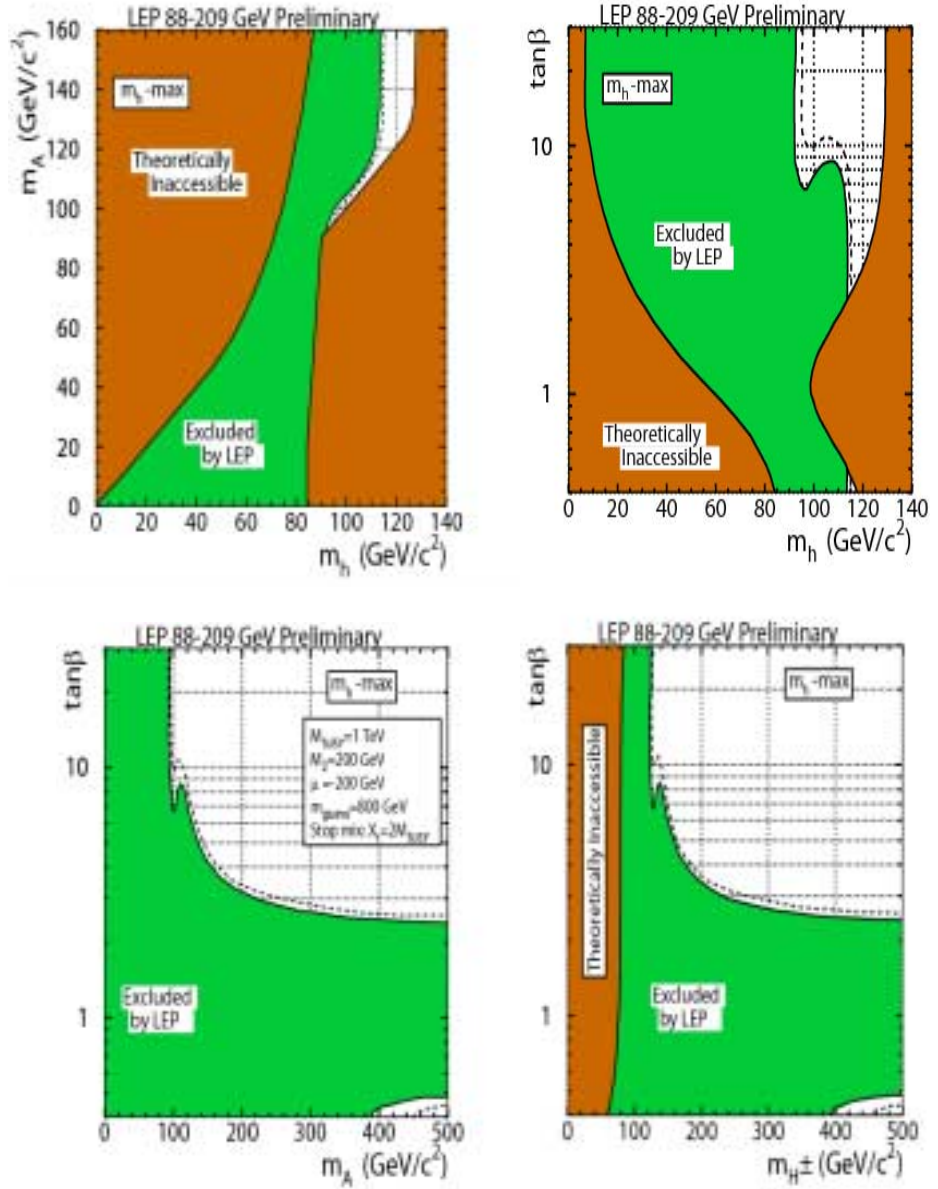 LEP 88-209 GeV Preliminary
m_A (GeV/c²)
160
140
120
100
80
60
40
20
0
m_h-max
Theoretically
Inaccessible
Excluded
by LEP
0 20 40 60 80 100 120 140
m_h (GeV/c²)
LEP 88-209 GeV Preliminary
tanβ
10
1
m_h-max
Excluded
by LEP
Theoretically
Inaccessible
0 20 40 60 80 100 120 140
m_h (GeV/c²)
LEP 88-209 GeV Preliminary
tanβ
10
1
m_h-max
=1 TeV
M₂=200 GeV
μ=-200 GeV
=800 GeV
Stop mix:
Excluded
by LEP
0 100 200 300 400 500
m_A (GeV/c²)
LEP 88-209 GeV Preliminary
tanβ
10
1
m_h-max
Theoretically Inaccessible
Excluded
by LEP
0 100 200 300 400 500
m_H± (GeV/c²)